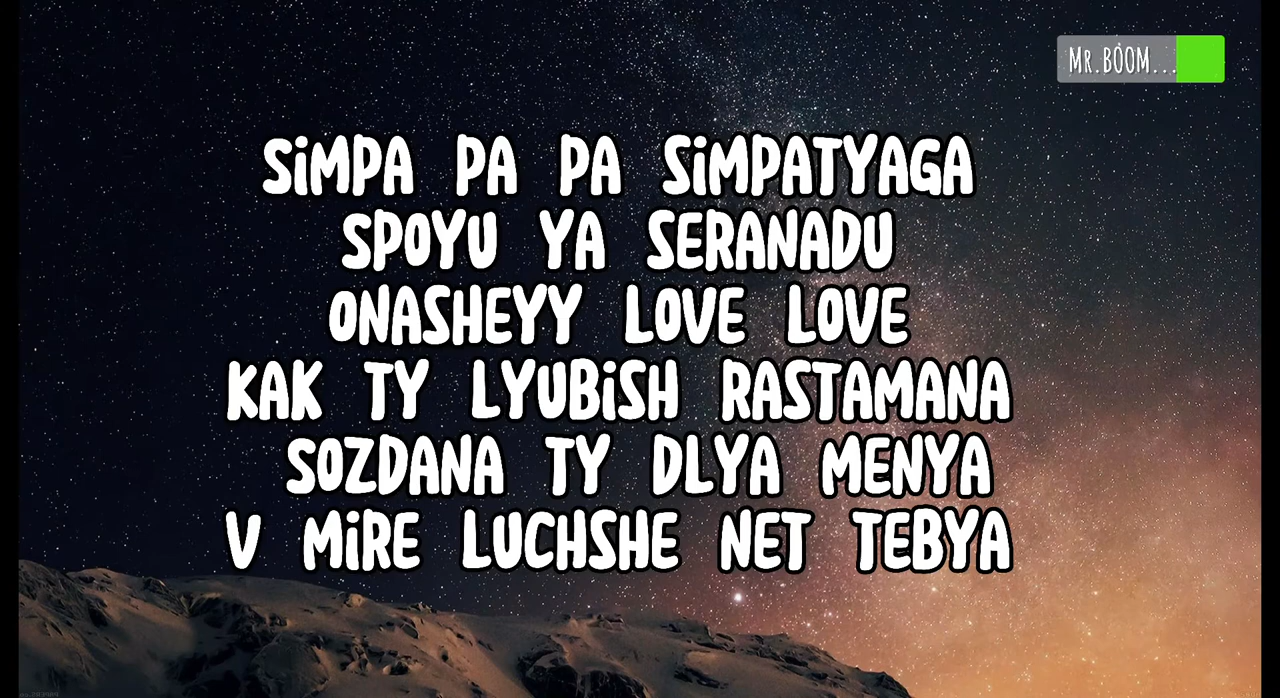 MR.BOOM...
SiMPA PA PA SiMPATYAGA
SPOYU YA SERANADU
ONASHEYY LOVE LOVE
KAK TY LYUBiSH RASTAMANA
SOZDANA TY DLYA MENYA
V MiRE LUCHSHE NET TEBYA